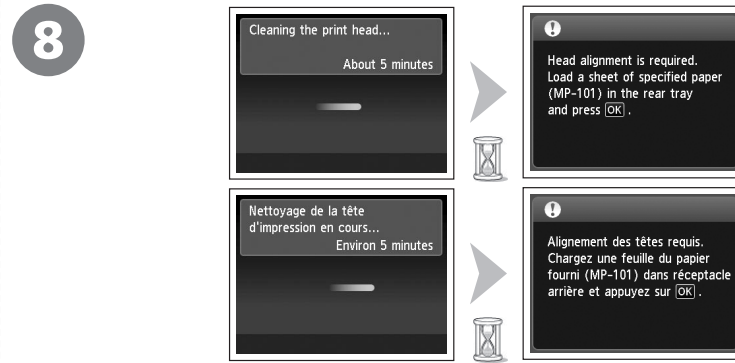 8
Cleaning the print head...
About 5 minutes
Head alignment is required.
Load a sheet of specified paper
(MP-101) in the rear tray
and press OK .
Nettoyage de la tête
d'impression en cours...
Environ 5 minutes
Alignement des têtes requis.
Chargez une feuille du papier
fourni (MP-101) dans réceptacle
arrière et appuyez sur OK .